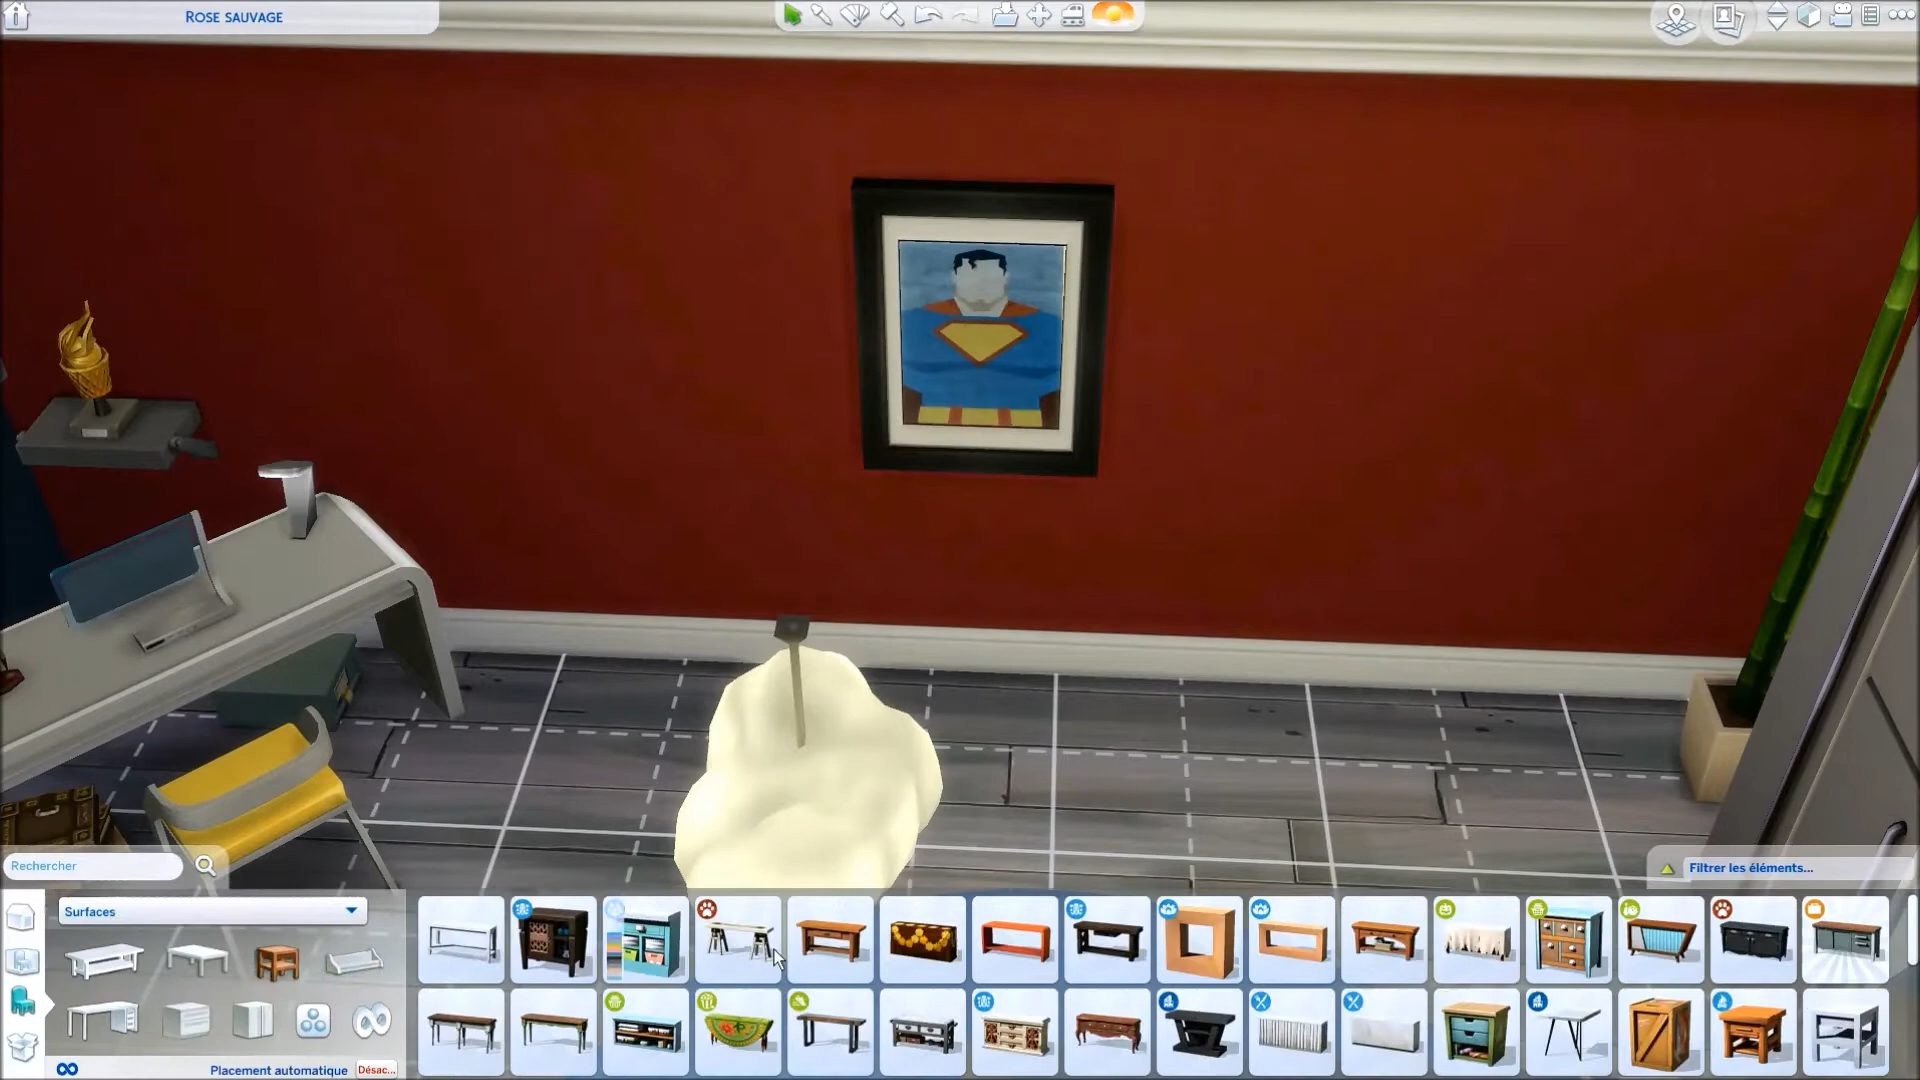 Rose sauvage
Rechercher
Filtrer les éléments...
Surfaces
Placement automatique
Désac...